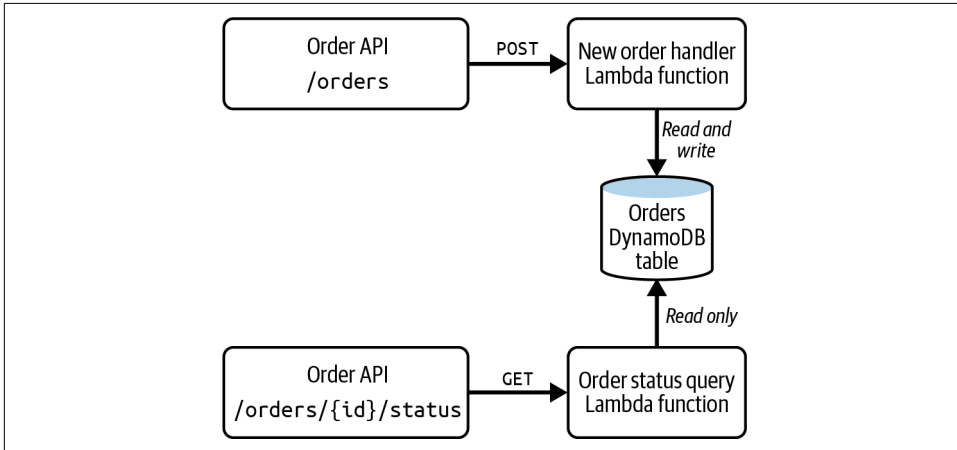 Order API
/orders
POST
New order handler
Lambda function
Read and
write
Orders
DynamoDB
table
Read only
Order API
/orders/{id}/status
GET
Order status query
Lambda function